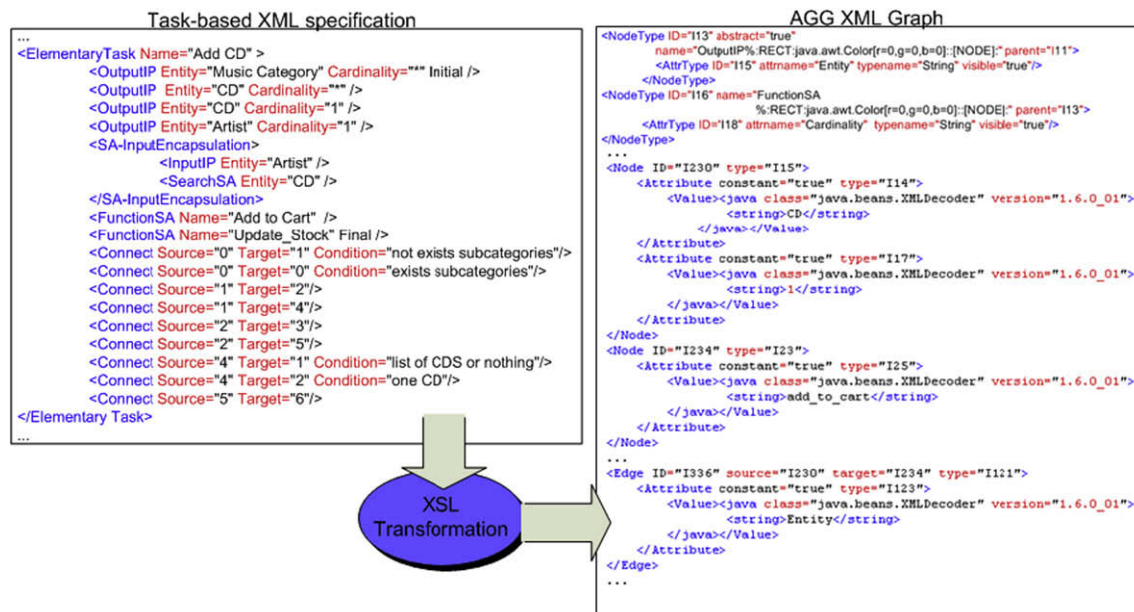 Task-based XML specification
...
<ElementaryTask Name="Add CD" >
<OutputIP Entity="Music Category" Cardinality="*" Initial />
<OutputIP Entity="CD" Cardinality="*" />
<OutputIP Entity="CD" Cardinality="1" />
<OutputIP Entity="Artist" Cardinality="1" />
<SA-InputEncapsulation>
<InputIP Entity="Artist" />
<SearchSA Entity="CD" />
</SA-InputEncapsulation>
<FunctionSA Name="Add to Cart" />
<FunctionSA Name="Update_Stock" Final />
<Connect Source="0" Target="1" Condition="not exists subcategories"/>
<Connect Source="0" Target="0" Condition="exists subcategories"/>
<Connect Source="1" Target="2"/>
<Connect Source="1" Target="4"/>
<Connect Source="2" Target="3"/>
<Connect Source="2" Target="5"/>
<Connect Source="4" Target="1" Condition="list of CDS or nothing"/>
<Connect Source="4" Target="2" Condition="one CD"/>
<Connect Source="5" Target="6"/>
</Elementary Task>
...
XSL
Transformation
AGG XML Graph
<NodeType ID="I13" abstract="true"
name="OutputIP%:RECT:java.awt.Color[r=0,g=0,b=0]::[NODE]:" parent="I11">
<AttrType ID="I15" attrname="Entity" typename="String" visible="true"/>
</NodeType>
<NodeType ID="I16" name="FunctionSA
%:RECT:java.awt.Color[r=0,g=0,b=0]::[NODE]:" parent="I13">
<AttrType ID="I18" attrname="Cardinality" typename="String" visible="true"/>
</NodeType>
...
<Node ID="I230" type="I15">
<Attribute constant="true" type="I14">
<Value><java class="java.beans.XMLDecoder" version="1.6.0_01">
<string>CD</string>
</java></Value>
</Attribute>
<Attribute constant="true" type="I17">
<Value><java class="java.beans.XMLDecoder" version="1.6.0_01">
<string>1</string>
</java></Value>
</Attribute>
</Node>
<Node ID="I234" type="I23">
<Attribute constant="true" type="I25">
<Value><java class="java.beans.XMLDecoder" version="1.6.0_01">
<string>add_to_cart</string>
</java></Value>
</Attribute>
</Node>
...
<Edge ID="I336" source="I230" target="I234" type="I121">
<Attribute constant="true" type="I123">
<Value><java class="java.beans.XMLDecoder" version="1.6.0_01">
<string>Entity</string>
</java></Value>
</Attribute>
</Edge>
...